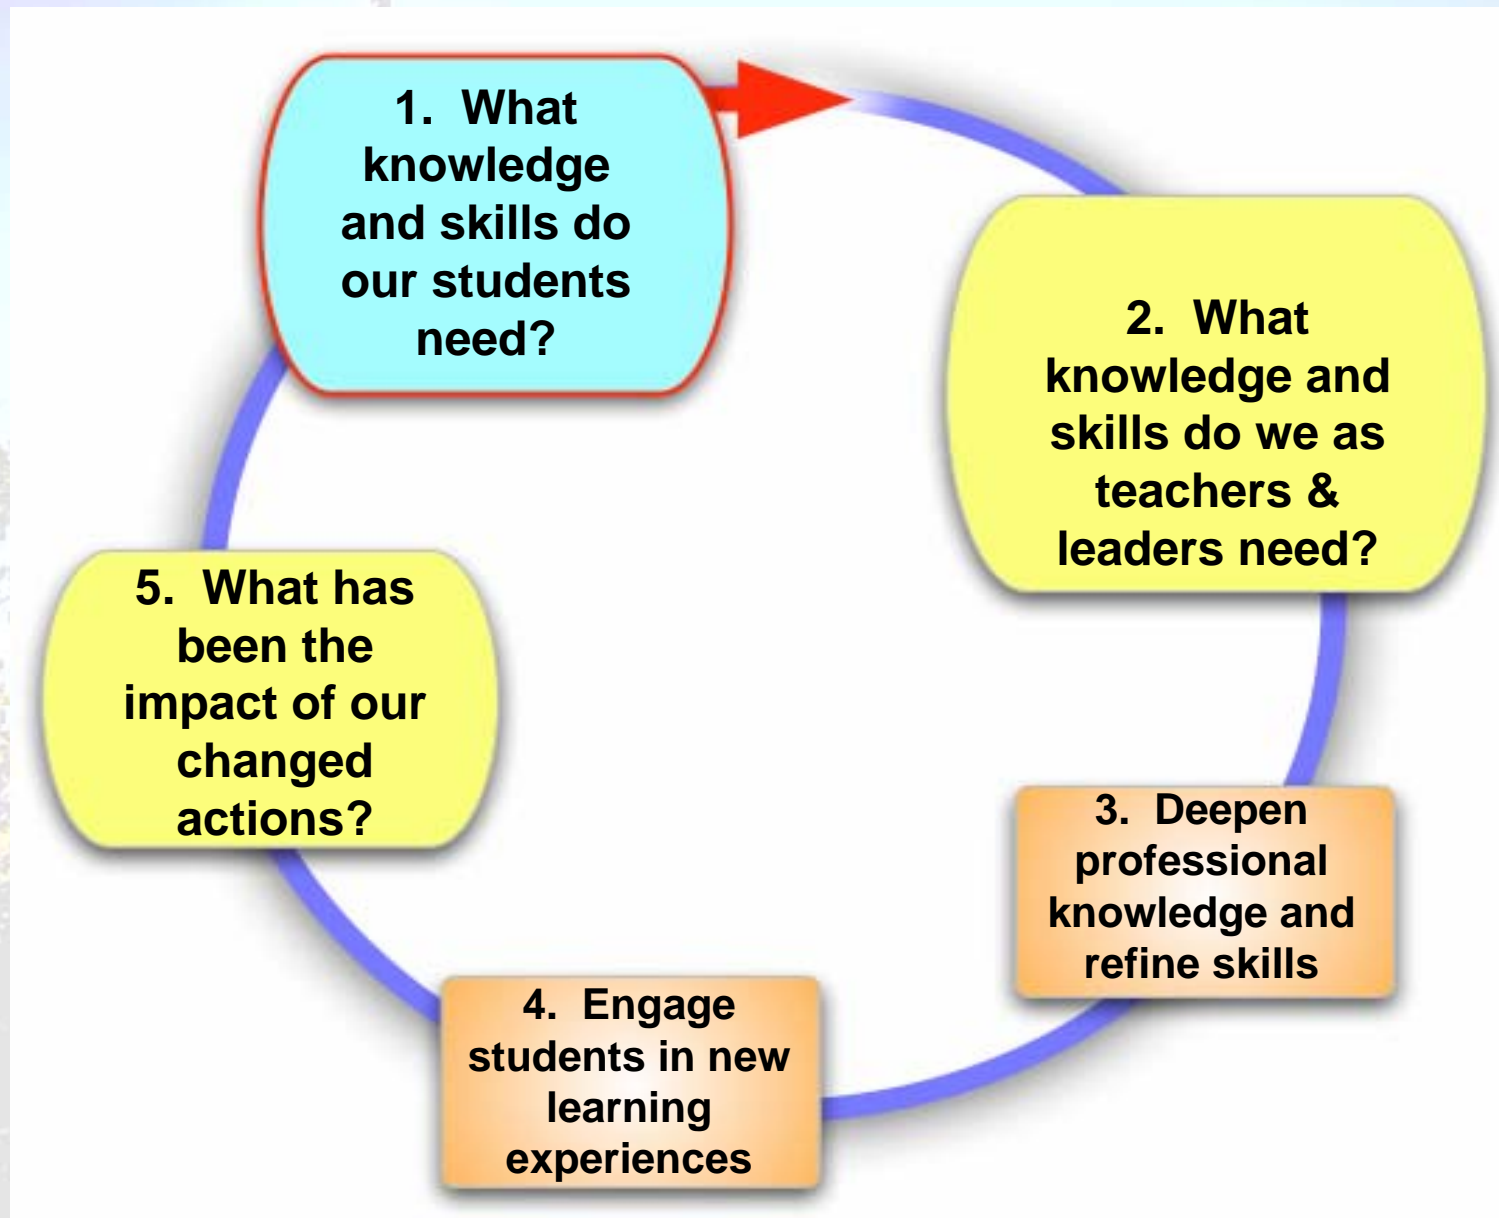 1.  What
knowledge
and skills do
our students
need?
2.  What
knowledge and
skills do we as
teachers &
leaders need?
3.  Deepen
professional
knowledge and
refine skills
4.  Engage
students in new
learning
experiences
5.  What has
been the
impact of our
changed
actions?